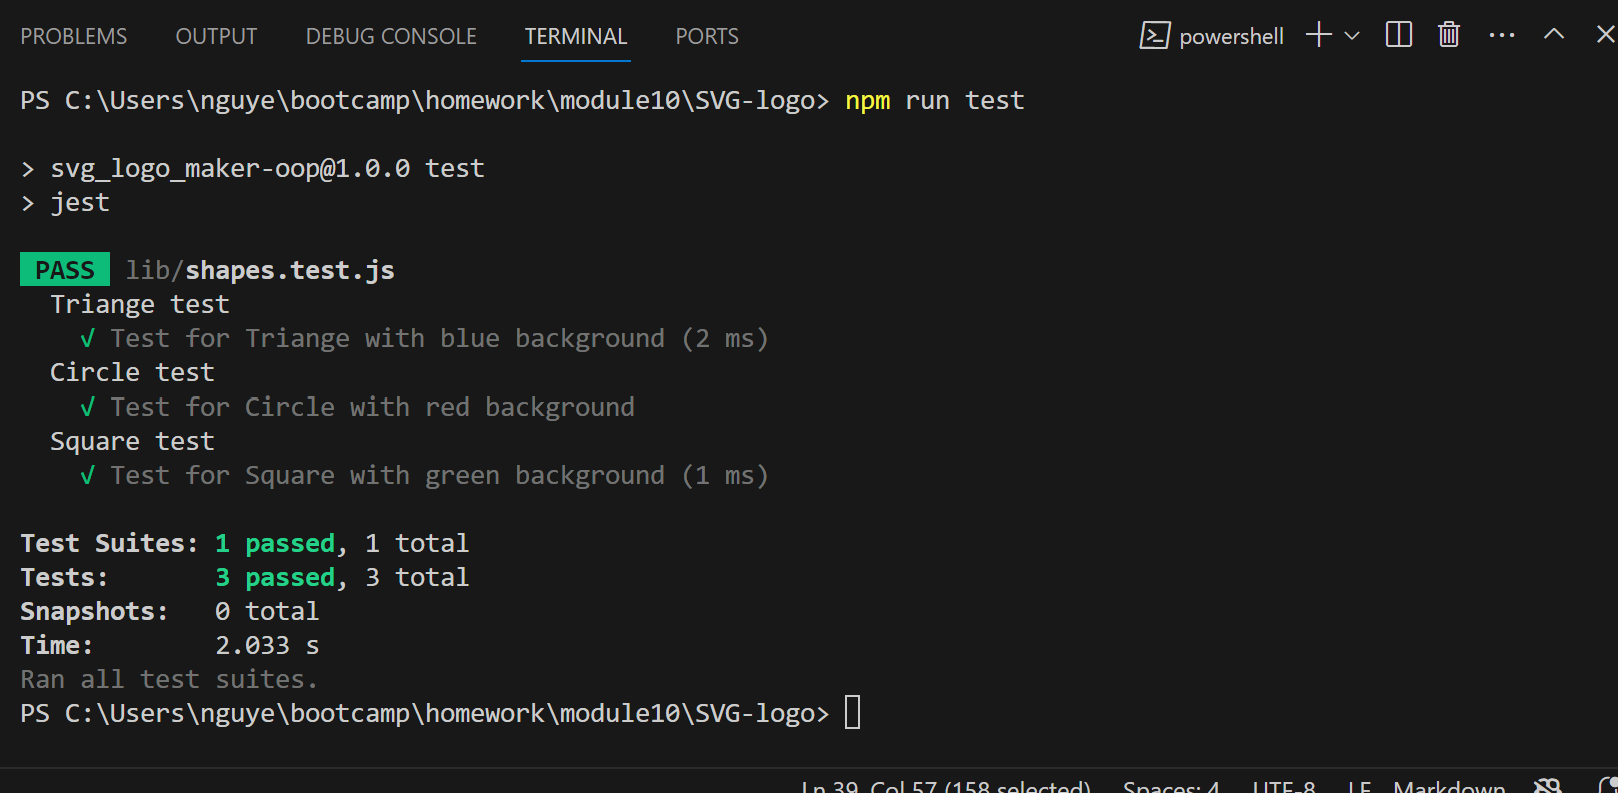 PROBLEMS OUTPUT DEBUG CONSOLE TERMINAL PORTS powershell
PS C:\Users\nguye\bootcamp\homework\module10\SVG-logo> npm run test
> svg_logo_maker-oop@1.0.0 test
> jest
PASS lib/shapes.test.js
Triange test
√ Test for Triange with blue background (2 ms)
Circle test
√ Test for Circle with red background
Square test
√ Test for Square with green background (1 ms)
Test Suites: 1 passed, 1 total
Tests: 3 passed, 3 total
Snapshots: 0 total
Time: 2.033 s
Ran all test suites.
PS C:\Users\nguye\bootcamp\homework\module10\SVG-logo>
Ln 39, Col 57 (158 selected) Spaces: 4 UTF-8 LF Markdown